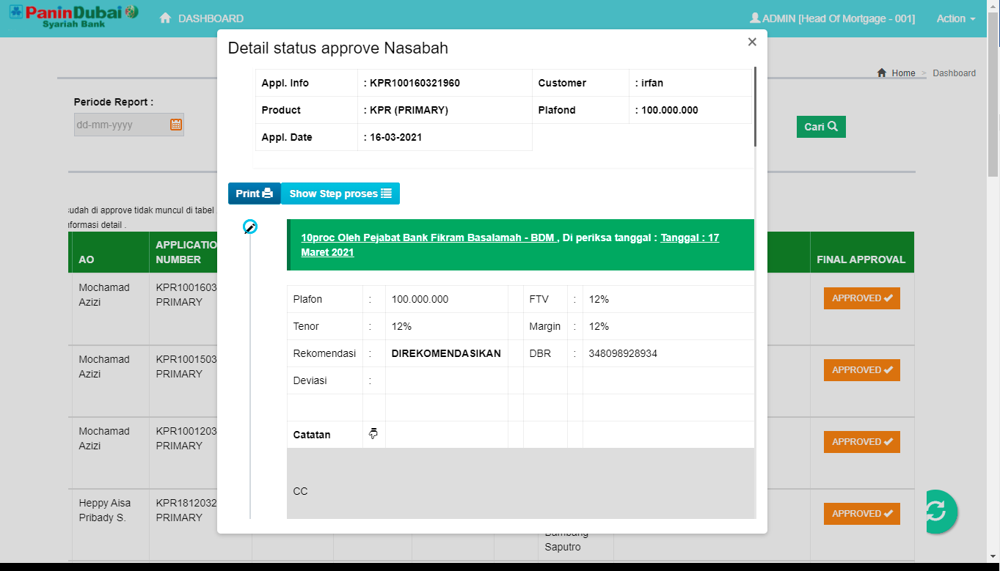 PaninDubai
Syariah Bank
DASHBOARD
ADMIN [Head Of Mortgage - 001]
Action
Detail status approve Nasabah
×
Home > Dashboard
Periode Report :
dd-mm-yyyy
Cari
Appl. Info : KPR100160321960 Customer : irfan
Product : KPR (PRIMARY) Plafond : 100.000.000
Appl. Date : 16-03-2021
Print
Show Step proses
sudah di approve tidak muncul di tabel
nformasi detail .
10proc Oleh Pejabat Bank Fikram Basalamah - BDM , Di periksa tanggal : Tanggal : 17
Maret 2021
AO
APPLICATIO
NUMBER
FINAL APPROVAL
Plafon : 100.000.000 FTV : 12%
Tenor : 12% Margin : 12%
Rekomendasi : DIREKOMENDASIKAN DBR : 348098928934
Deviasi :
Catatan
CC
Mochamad
Azizi
KPR1001603
PRIMARY
APPROVED
Mochamad
Azizi
KPR1001503
PRIMARY
APPROVED
Mochamad
Azizi
KPR1001203
PRIMARY
APPROVED
Heppy Aisa
Pribady S.
KPR1812032
PRIMARY
APPROVED
Bambang
Saputro